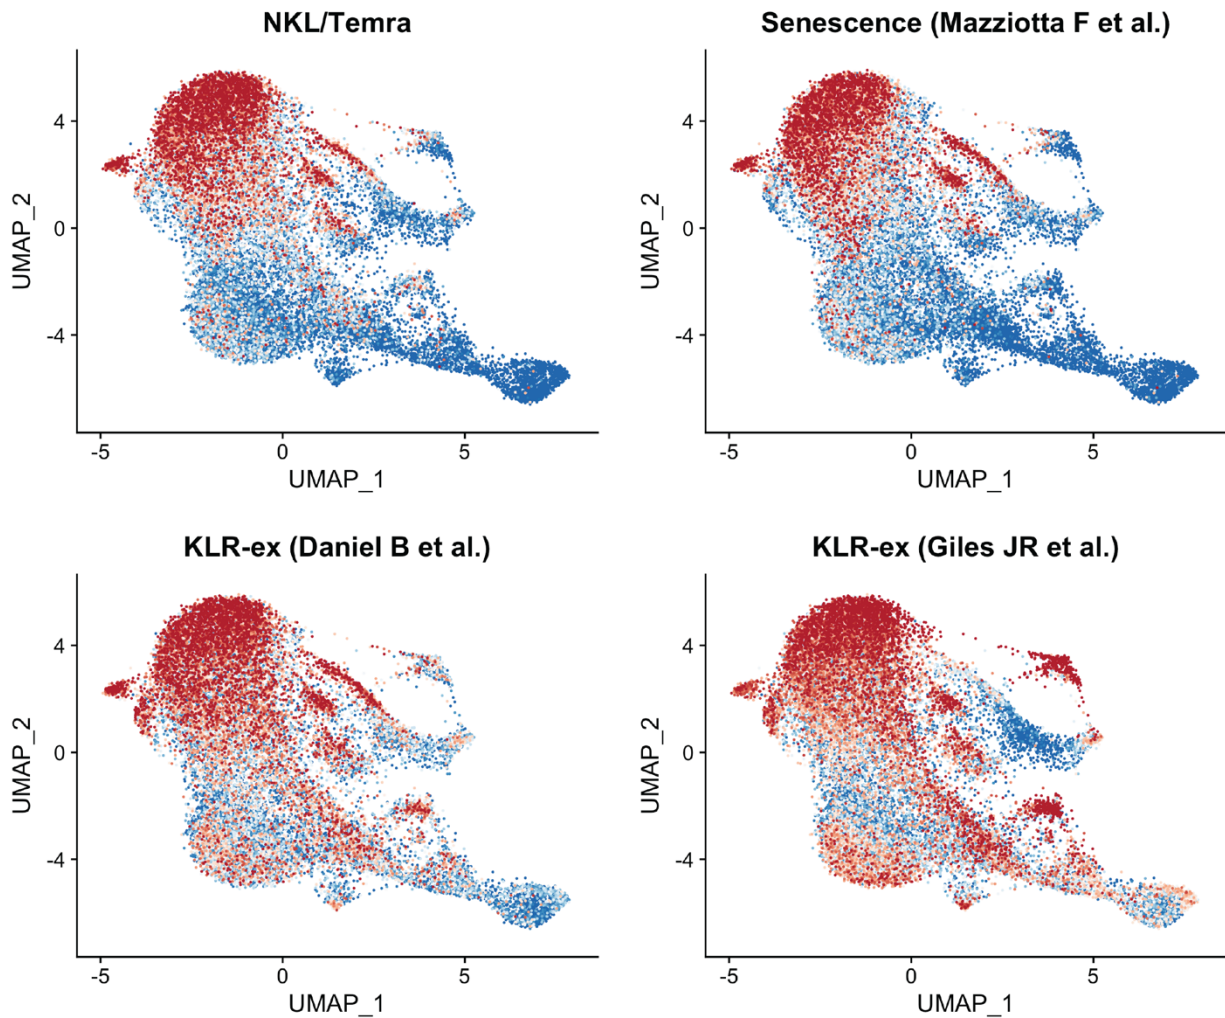 NKL/Temra
Senescence (Mazziotta F et al.)
UMAP_2
4
0
-4
-5
0
5
UMAP_1
UMAP_2
4
0
-4
-5
0
5
UMAP_1
KLR-ex (Daniel B et al.)
KLR-ex (Giles JR et al.)
UMAP_2
4
0
-4
-5
0
5
UMAP_1
UMAP_2
4
0
-4
-5
0
5
UMAP_1